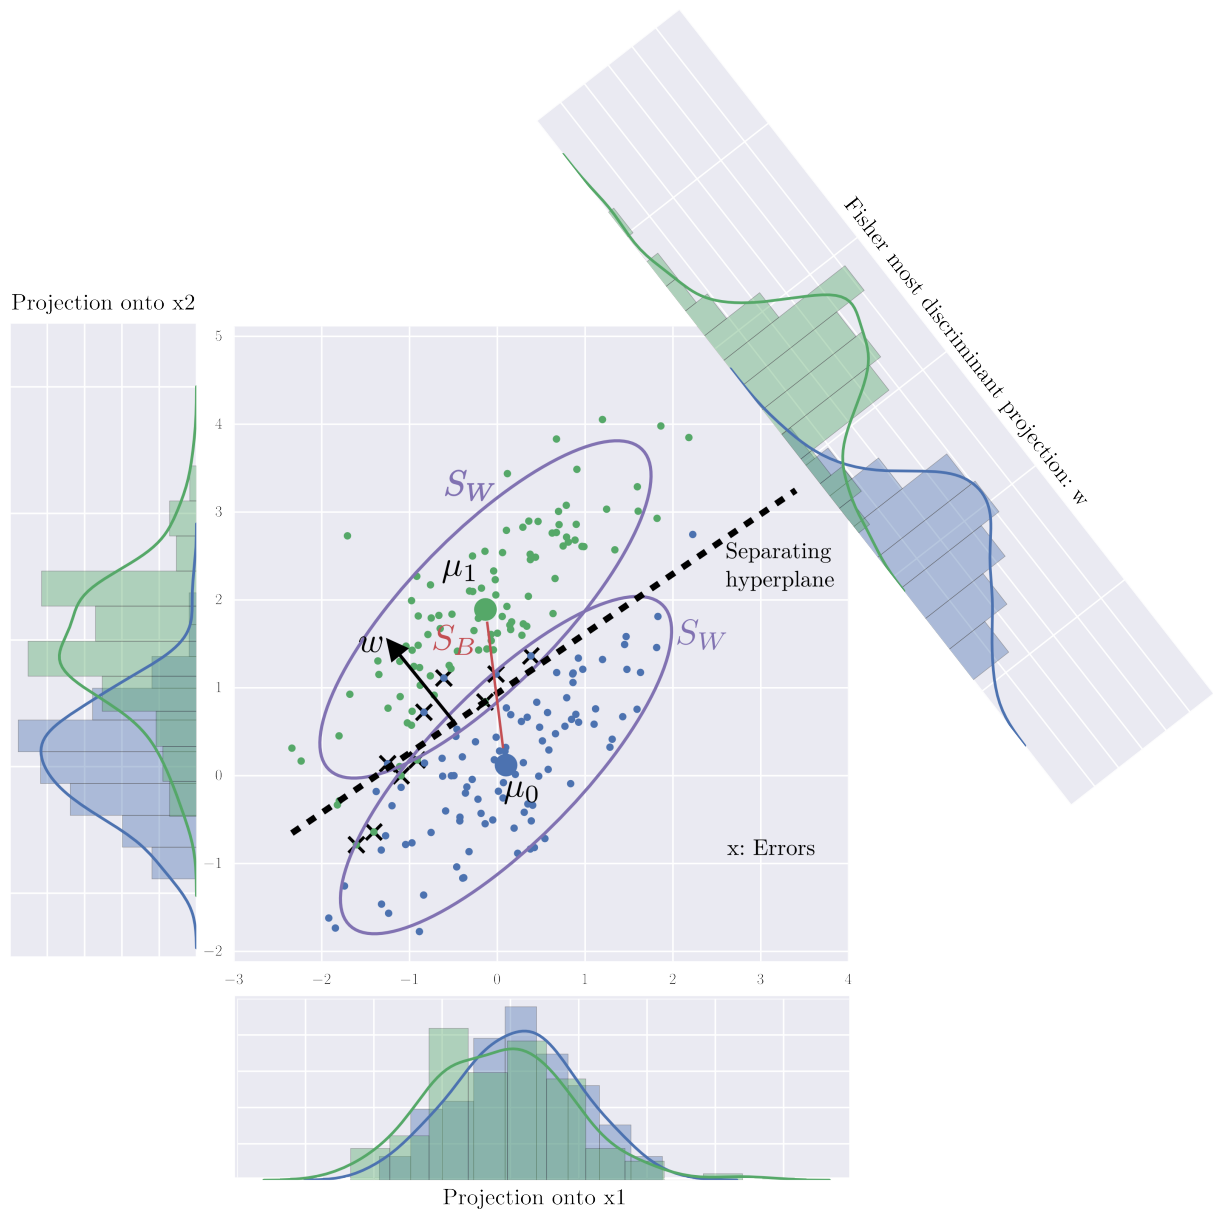 Fisher most discriminant projection: w
Projection onto x2
5
4
3
2
1
0
−1
−2
S_W
μ_1
Separating
hyperplane
w
S_B
S_W
μ_0
x: Errors
−3 −2 −1 0 1 2 3 4
Projection onto x1